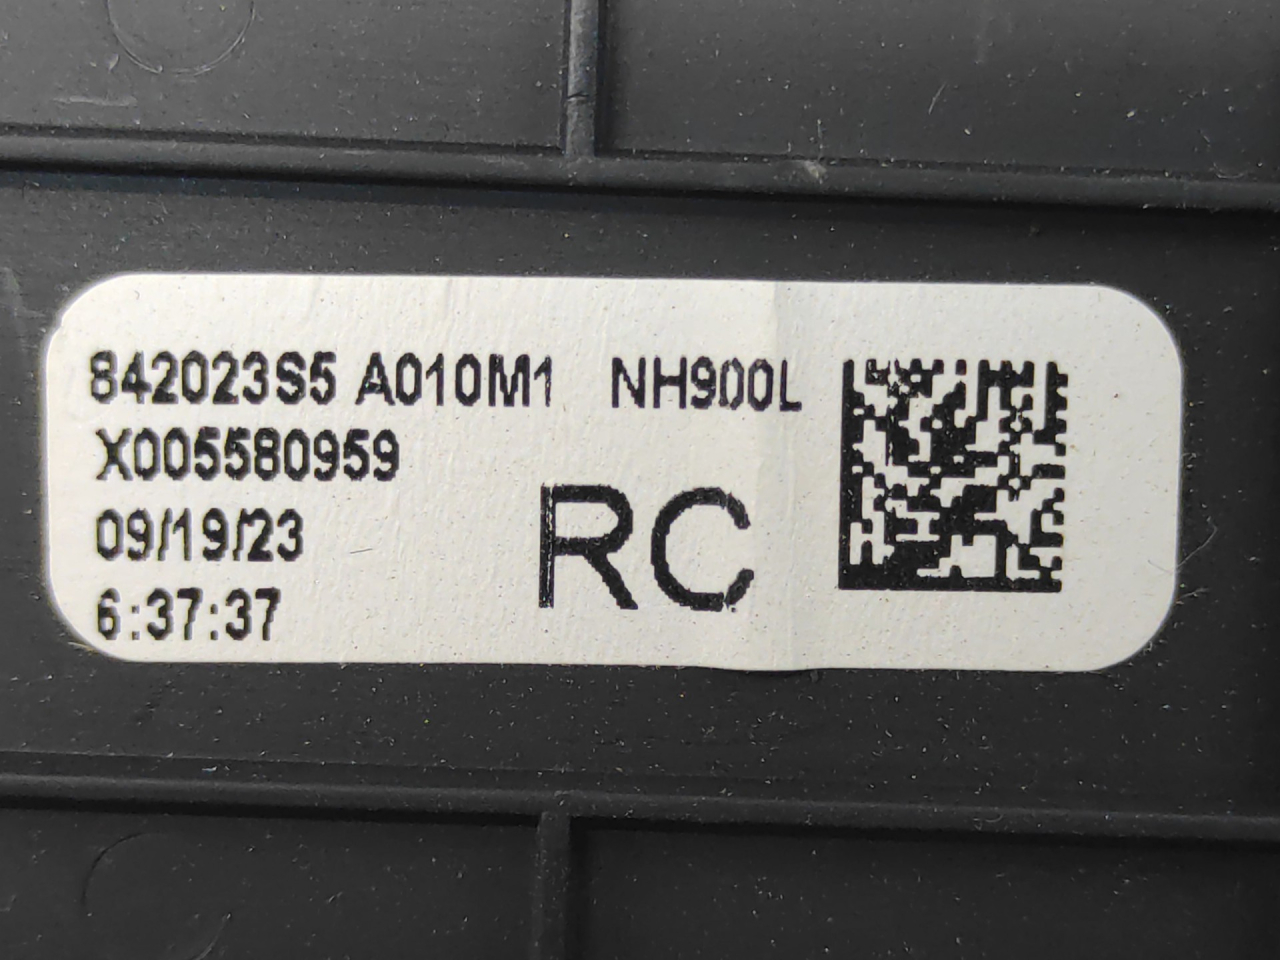 842023S5 A010M1 NH900L
X005580959
09/19/23
RC
6:37:37